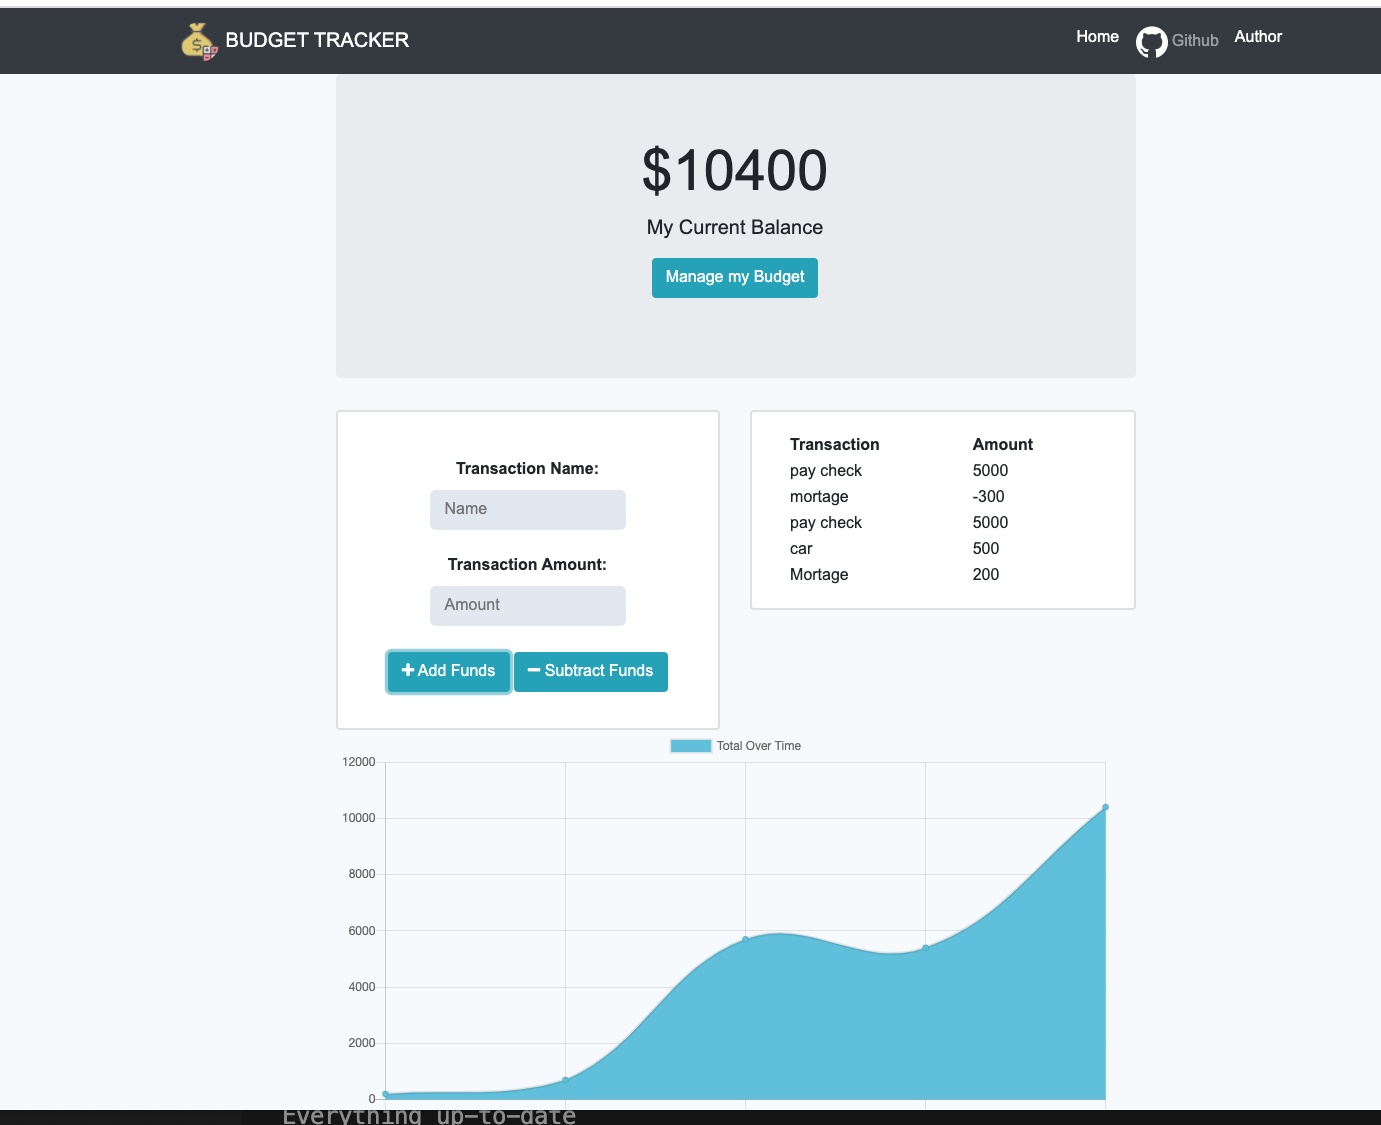 BUDGET TRACKER
Home Github Author
$10400
My Current Balance
Manage my Budget
Transaction Name:
Name
Transaction Amount:
Amount
Add Funds
Subtract Funds
Transaction Amount
pay check 5000
mortage -300
pay check 5000
car 500
Mortage 200
Total Over Time
12000
10000
8000
6000
4000
2000
0
Everything up-to-date